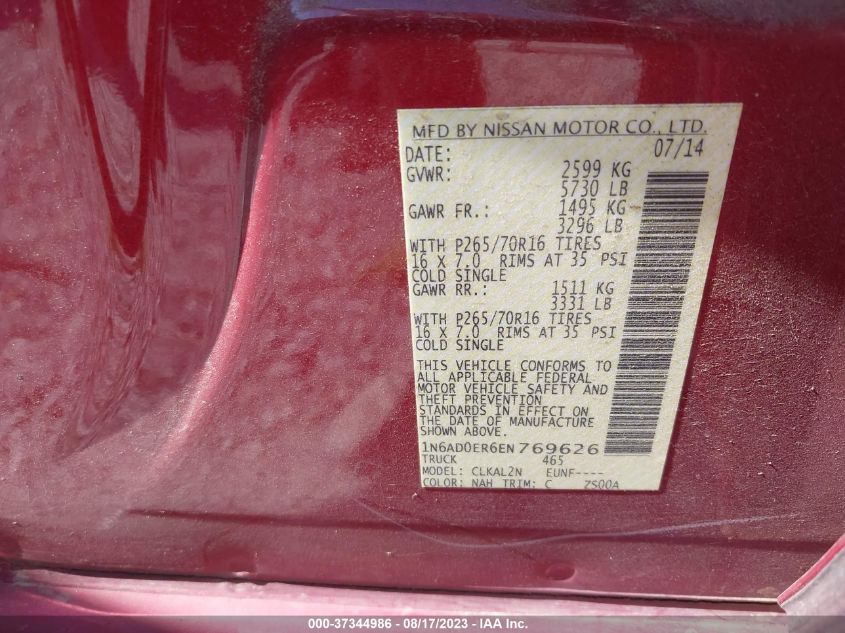 MFD BY NISSAN MOTOR CO., LTD.
DATE: 07/14
GVWR: 2599 KG
5730 LB
GAWR FR.: 1495 KG
3296 LB
WITH P265/70R16 TIRES
16 X 7.0 RIMS AT 35 PSI
COLD SINGLE
GAWR RR.: 1511 KG
3331 LB
WITH P265/70R16 TIRES
16 X 7.0 RIMS AT 35 PSI
COLD SINGLE
THIS VEHICLE CONFORMS TO
ALL APPLICABLE FEDERAL
MOTOR VEHICLE SAFETY AND
THEFT PREVENTION
STANDARDS IN EFFECT ON
THE DATE OF MANUFACTURE
SHOWN ABOVE.
1N6AD0ER6EN769626
TRUCK 465
MODEL: CLKAL2N EUNF----
COLOR: NAH TRIM: C ZS00A
000-37344986 - 08/17/2023 - Copyright IAA, Inc.